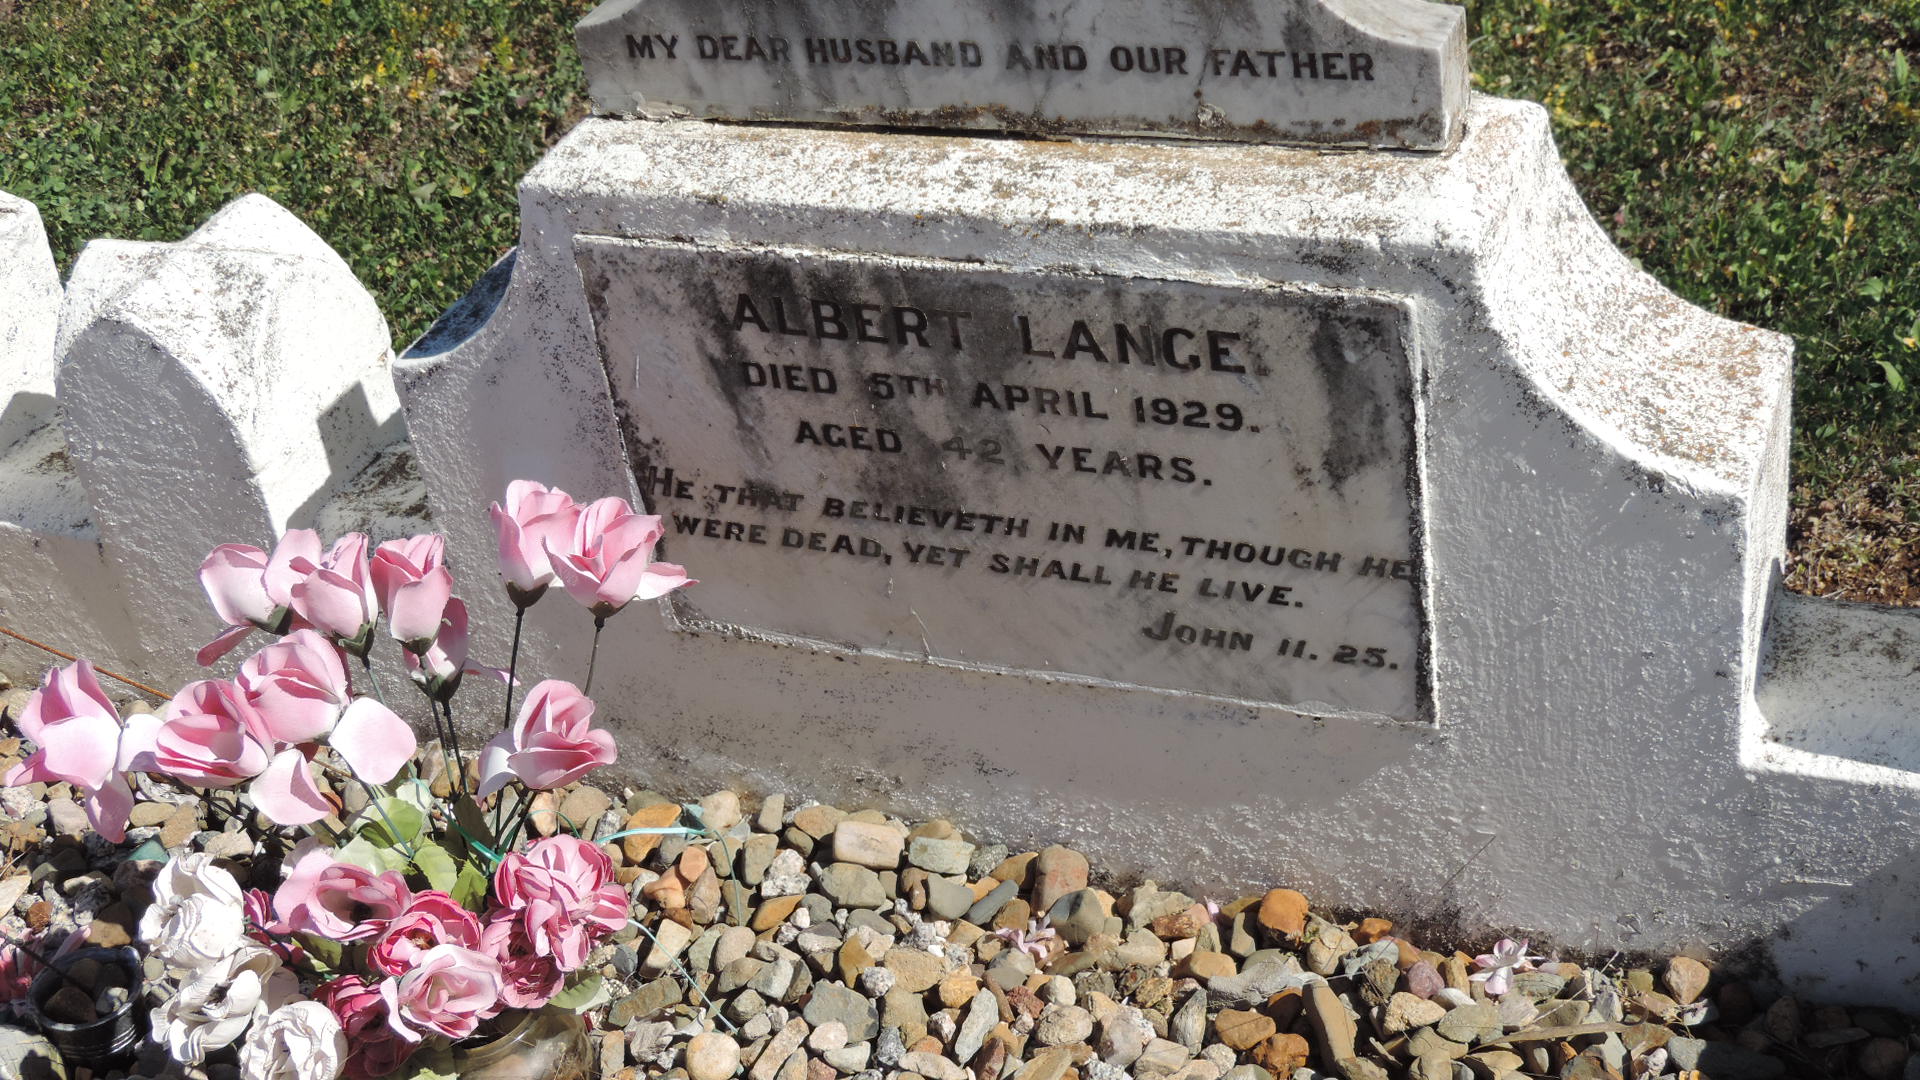 MY DEAR HUSBAND AND OUR FATHER
ALBERT LANGE.
DIED 5TH APRIL 1929.
AGED 42 YEARS.
HE THAT BELIEVETH IN ME, THOUGH HE
WERE DEAD, YET SHALL HE LIVE.
JOHN 11. 25.